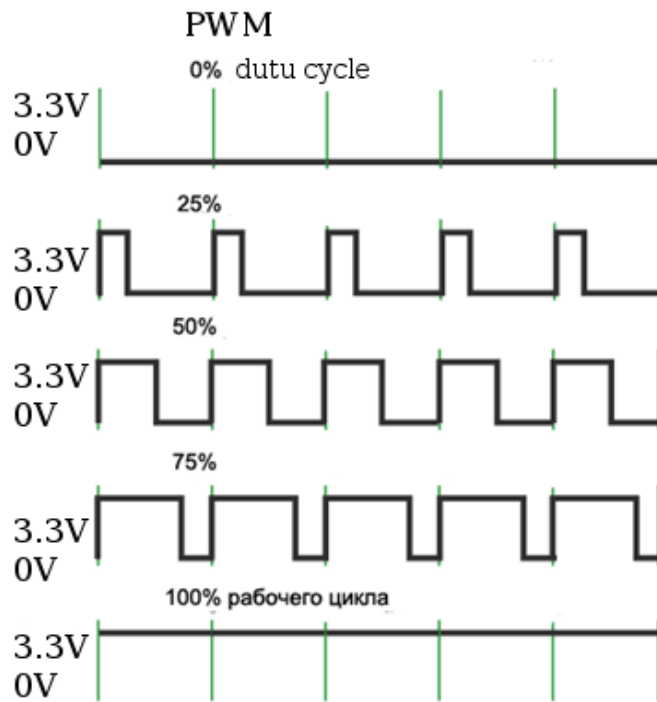 PWM
0% dutu cycle
3.3V
0V
25%
3.3V
0V
50%
3.3V
0V
75%
3.3V
0V
100% рабочего цикла
3.3V
0V